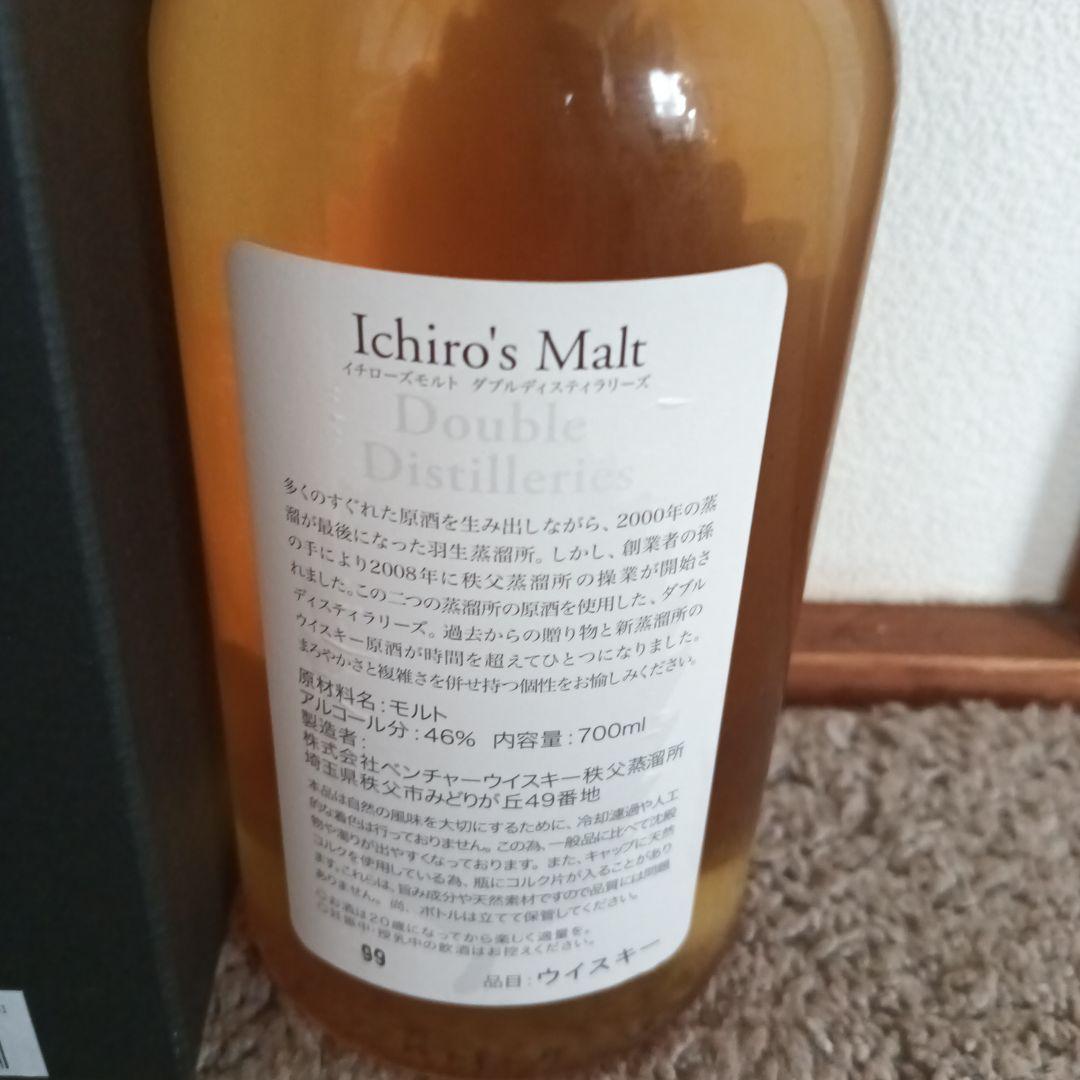 Ichiro's Malt
イチローズモルト ダブルディスティラリーズ
Double
Distilleries
多くのすぐれた原酒を生み出しながら、2000年の蒸
溜が最後になった羽生蒸溜所。しかし、創業者の孫
の手により2008年に秩父蒸溜所の操業が開始さ
れました。この二つの蒸溜所の原酒を使用した、ダブル
ディスティラリーズ。過去からの贈り物と新蒸溜所の
ウイスキー原酒が時間を超えてひとつになりました。
まろやかさと複雑さを併せ持つ個性をお愉しみください。
原材料名:モルト
アルコール分:46% 内容量:700ml
製造者:
株式会社ベンチャーウイスキー秩父蒸溜所
埼玉県秩父市みどりが丘49番地
本品は自然の風味を大切にするために、冷却濾過や人工
的な着色は行っておりません。この為、一般品に比べて沈殿
物や濁りが出やすくなっております。また、キャップに天然
コルクを使用している為、瓶にコルク片が入ることがあり
ます。これらは、旨み成分や天然素材ですので品質には問題
ありません。尚、ボトルは立てて保管してください。
○お酒は20歳になってから楽しく適量を。
○妊娠中・授乳中の飲酒はお控えください。
99
品目:ウイスキー